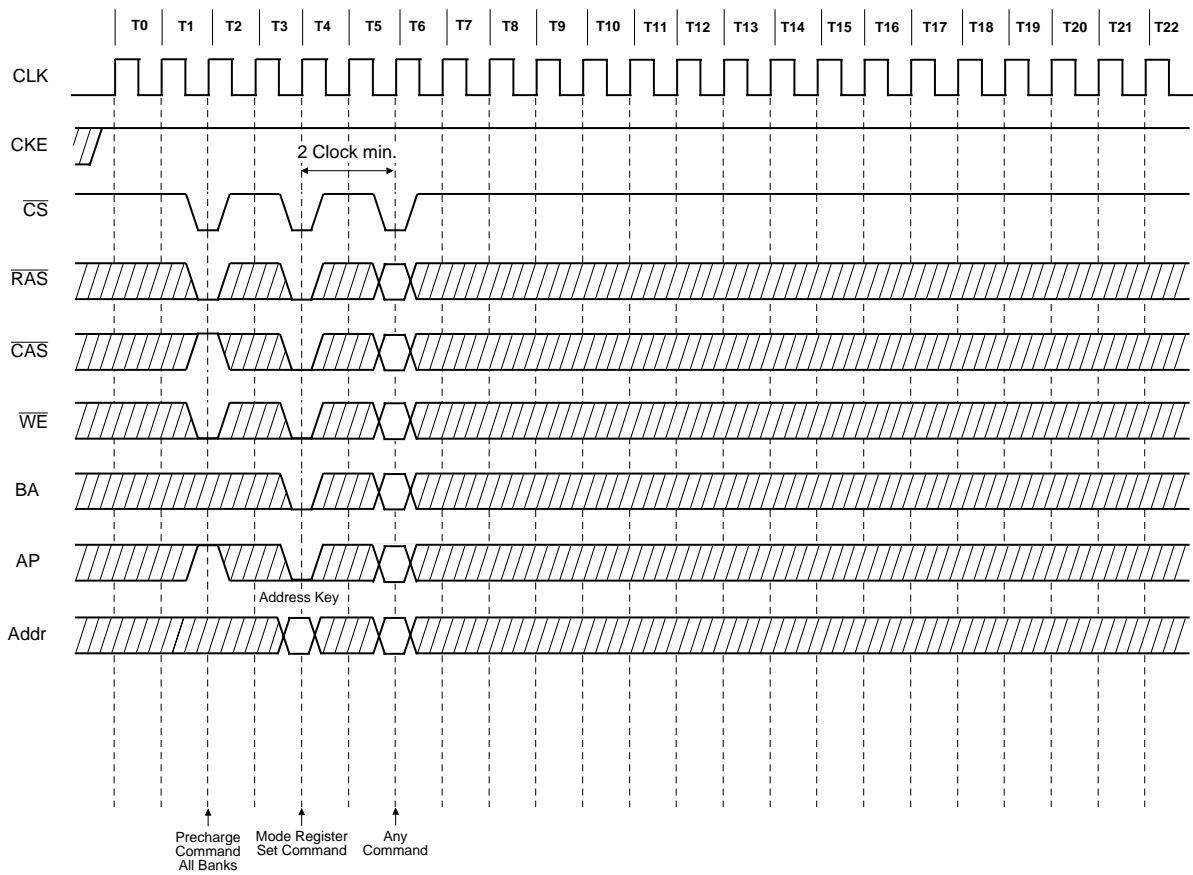 T0 T1 T2 T3 T4 T5 T6 T7 T8 T9 T10 T11 T12 T13 T14 T15 T16 T17 T18 T19 T20 T21 T22
CLK
CKE
2 Clock min.
CS
RAS
CAS
WE
BA
AP
Address Key
Addr
Precharge
Command
All Banks
Mode Register
Set Command
Any
Command